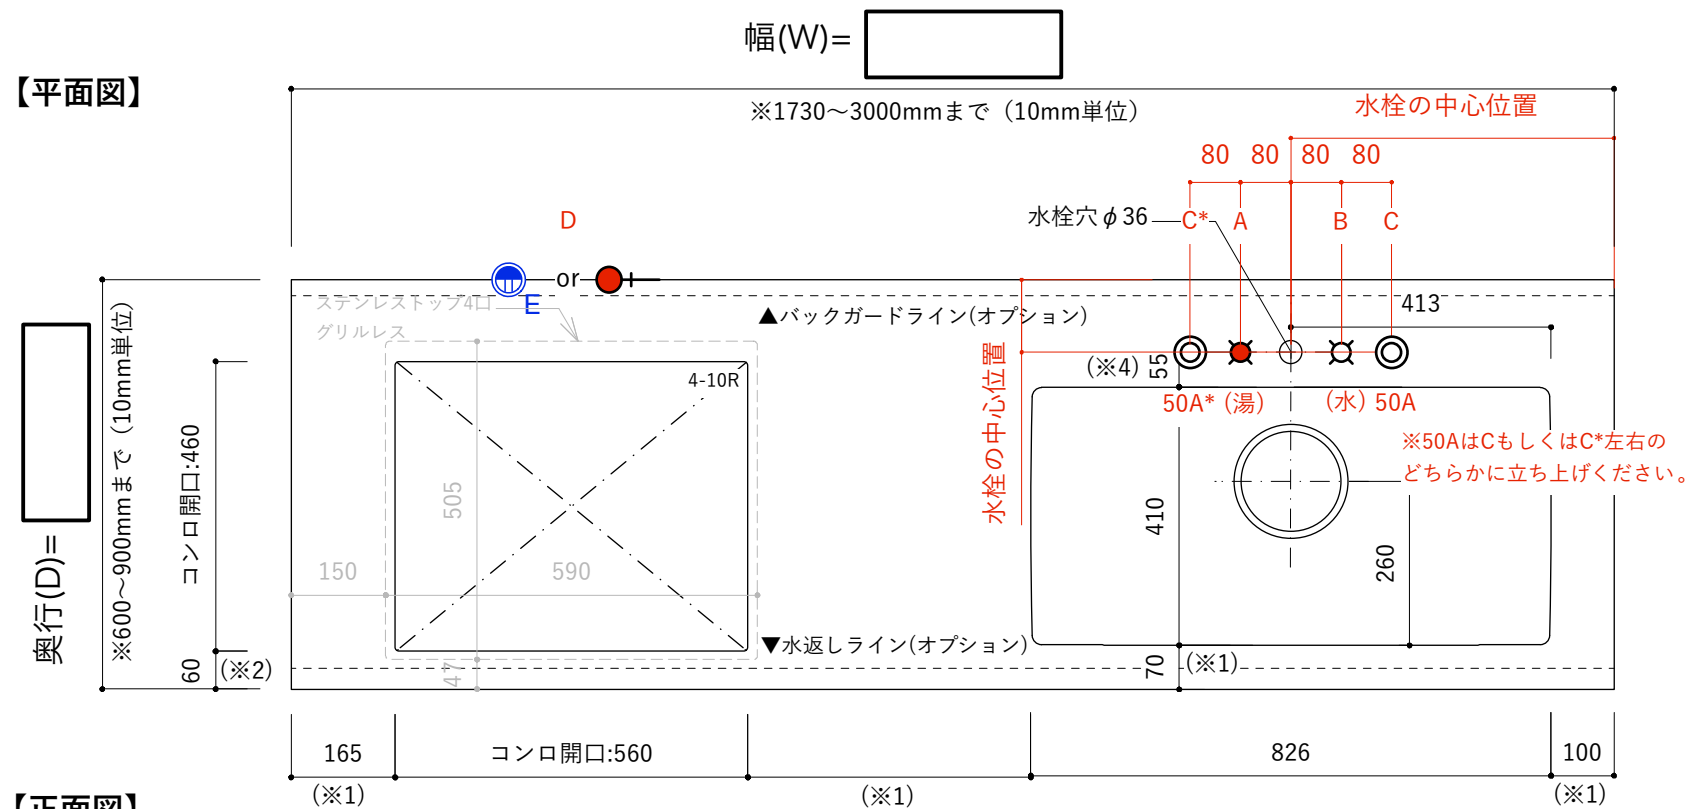 幅(W)=
【平面図】
※1730～3000mmまで（10mm単位）
水栓の中心位置
80 80 80 80
D
水栓穴φ36
C* A B C
or
E
ステンレストップ4口
グリルレス
▲バックガードライン(オプション)
413
奥行(D)=
※600～900mmまで（10mm単位）
コンロ開口:460
60
(※2)
4-10R
505
150
590
47
水栓の中心位置
(※4)
55
50A* (湯)
(水) 50A
※50AはCもしくはC*左右の
どちらかに立ち上げください。
410
260
▼水返しライン(オプション)
70
(※1)
165
コンロ開口:560
826
100
(※1)
(※1)
(※1)
【正面図】